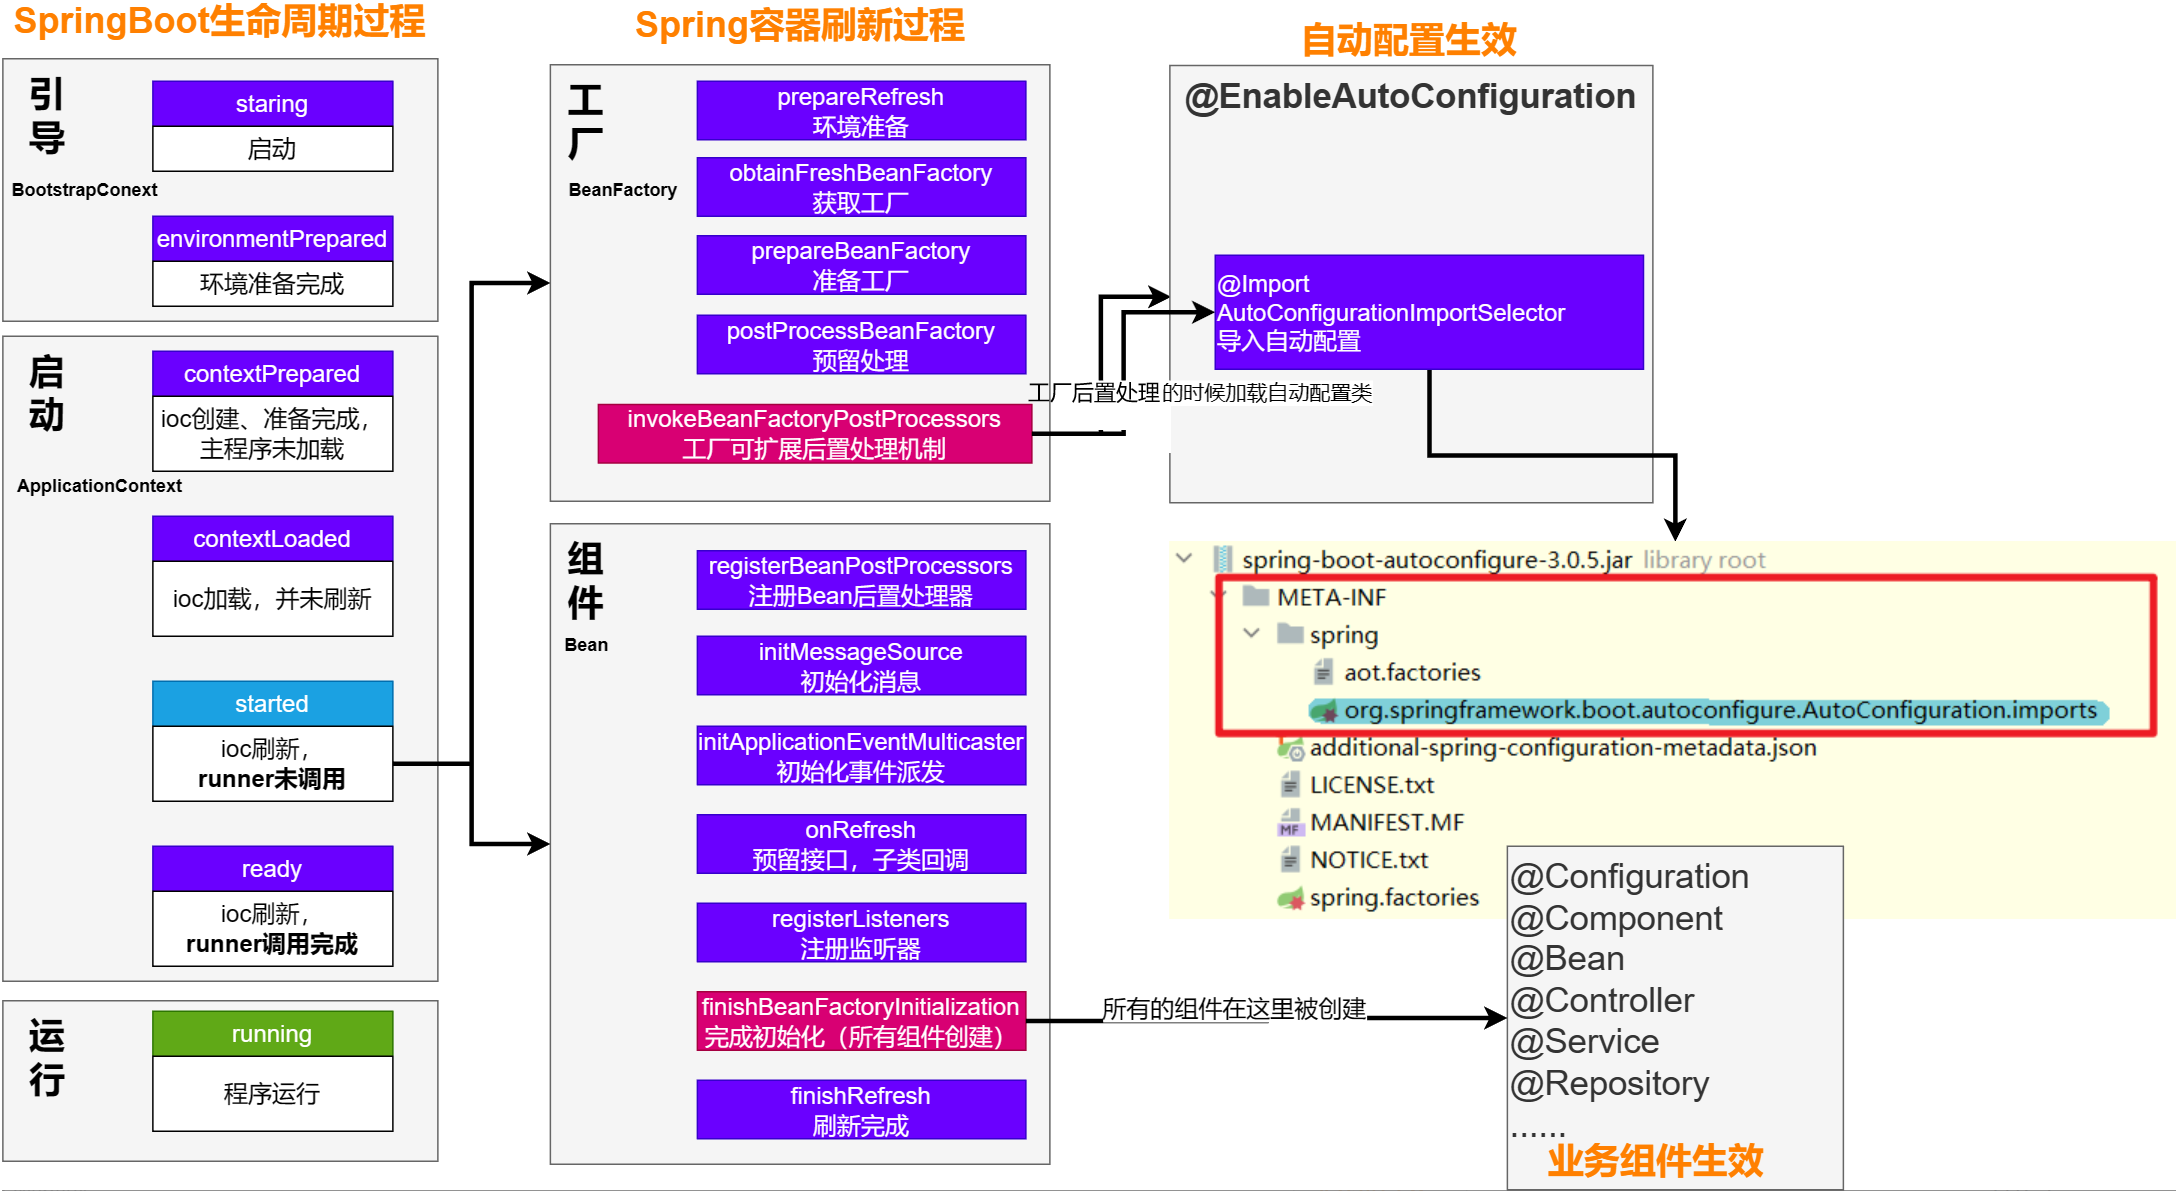 SpringBoot生命周期过程
引导
BootstrapConext
staring
启动
environmentPrepared
环境准备完成
启动
ApplicationContext
contextPrepared
ioc创建、准备完成，
主程序未加载
contextLoaded
ioc加载，并未刷新
started
ioc刷新，
runner未调用
ready
ioc刷新，
runner调用完成
运行
running
程序运行
Spring容器刷新过程
工厂
BeanFactory
prepareRefresh
环境准备
obtainFreshBeanFactory
获取工厂
prepareBeanFactory
准备工厂
postProcessBeanFactory
预留处理
invokeBeanFactoryPostProcessors
工厂可扩展后置处理机制
组件
Bean
registerBeanPostProcessors
注册Bean后置处理器
initMessageSource
初始化消息
initApplicationEventMulticaster
初始化事件派发
onRefresh
预留接口，子类回调
registerListeners
注册监听器
finishBeanFactoryInitialization
完成初始化（所有组件创建）
finishRefresh
刷新完成
自动配置生效
@EnableAutoConfiguration
@Import
AutoConfigurationImportSelector
导入自动配置
工厂后置处理的时候加载自动配置类
spring-boot-autoconfigure-3.0.5.jar library root
META-INF
spring
aot.factories
org.springframework.boot.autoconfigure.AutoConfiguration.imports
additional-spring-configuration-metadata.json
LICENSE.txt
MF MANIFEST.MF
NOTICE.txt
spring.factories
所有的组件在这里被创建
@Configuration
@Component
@Bean
@Controller
@Service
@Repository
......
业务组件生效